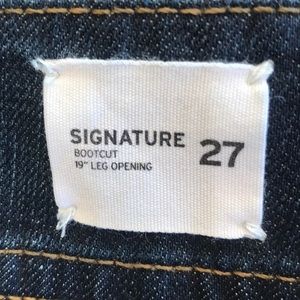 SIGNATURE 27
BOOTCUT
19" LEG OPENING